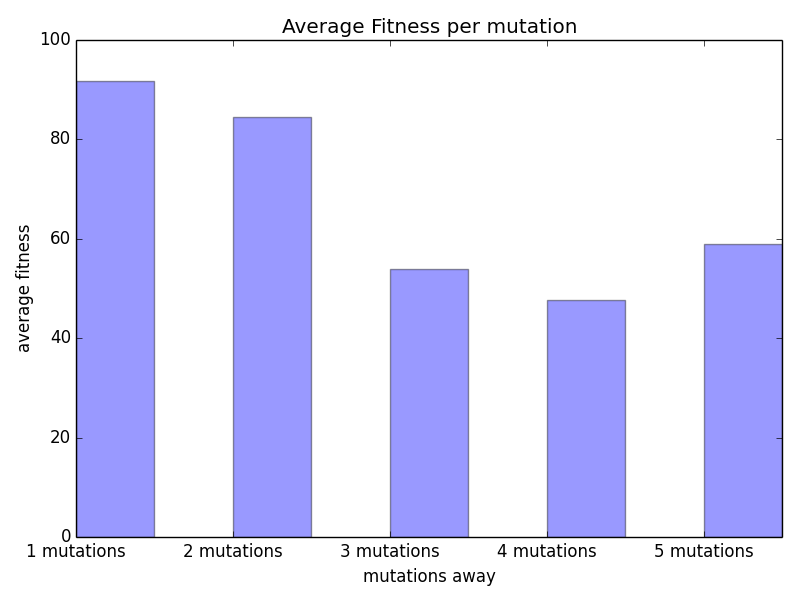 Average Fitness per mutation
100
80
60
40
20
0
average fitness
1 mutations
2 mutations
3 mutations
4 mutations
5 mutations
mutations away